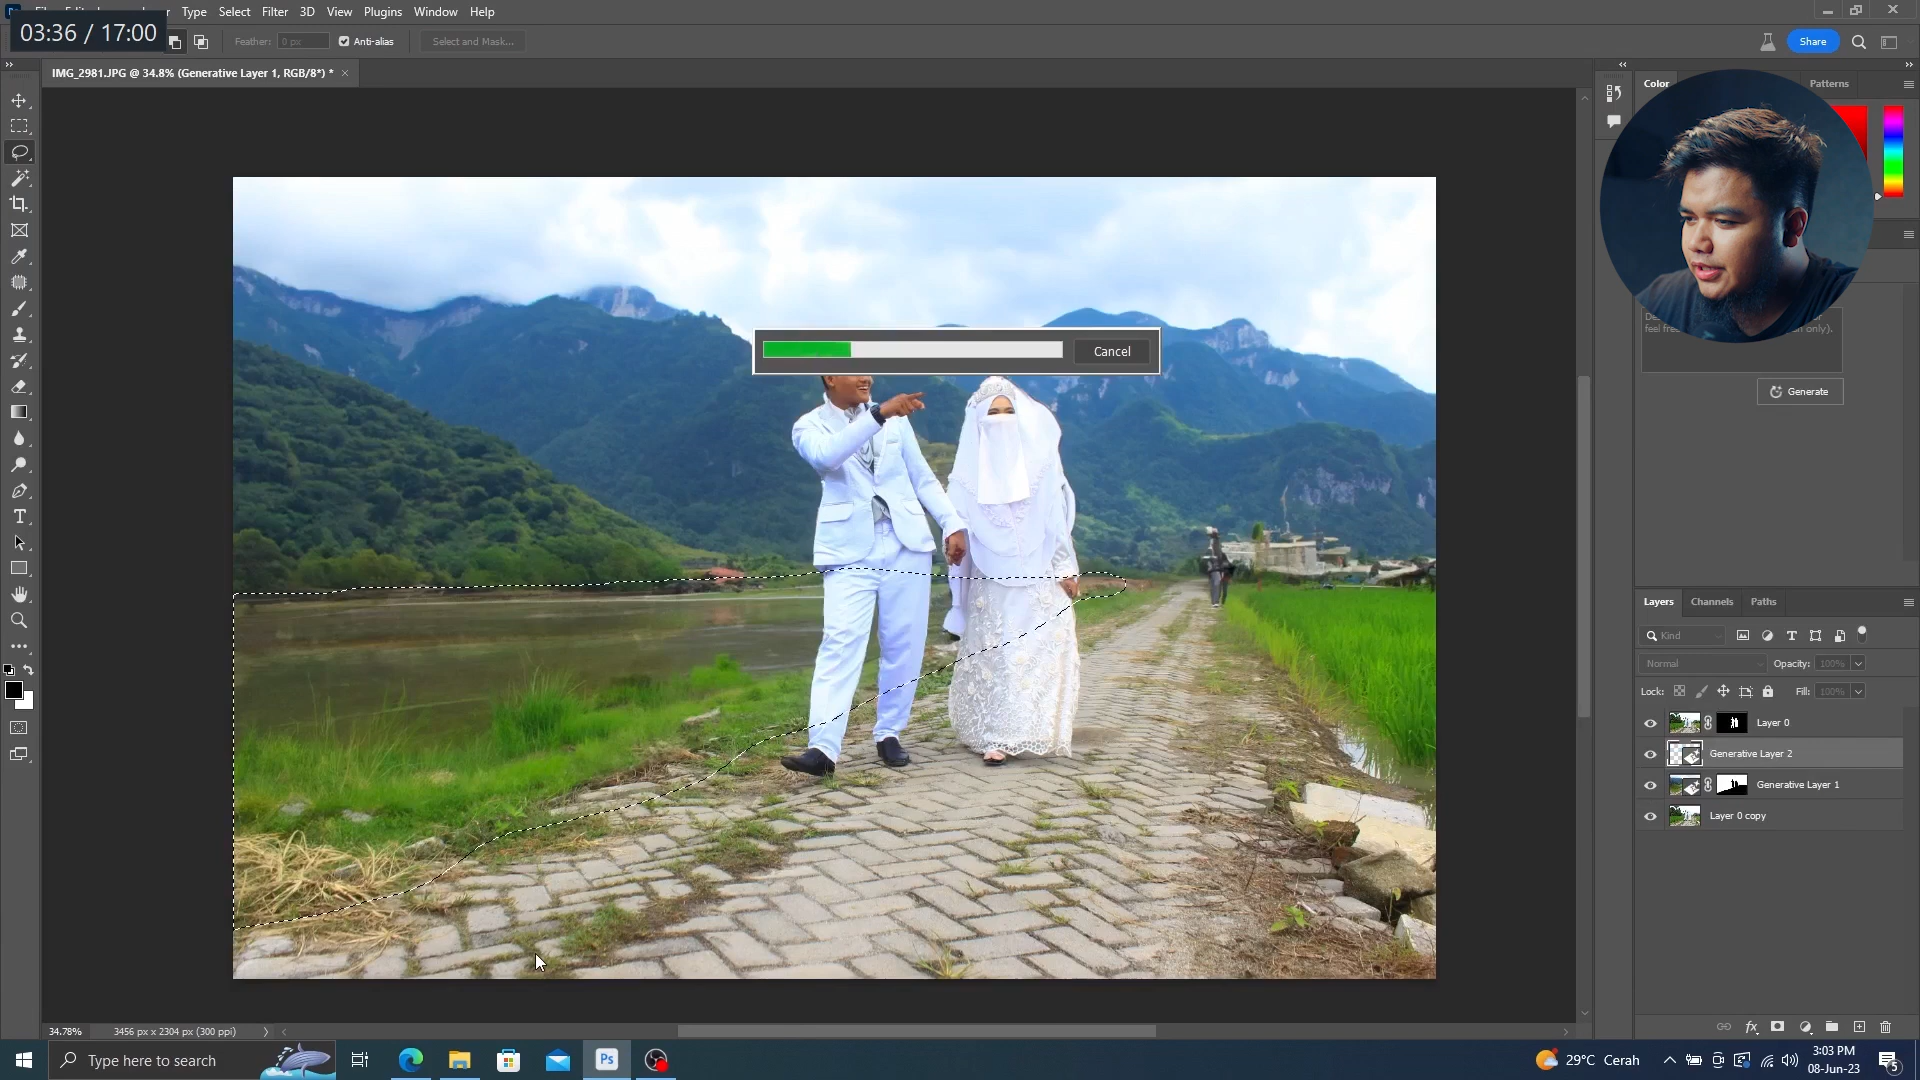 Type Select Filter 3D View Plugins Window Help
03:36 / 17:00
Feather: 0 px Anti-alias Select and Mask... Share
IMG_2981.JPG @ 34.8% (Generative Layer 1, RGB/8*) * ×
Color Patterns
Cancel
Generate
Layers Channels Paths
Kind
Normal Opacity: 100%
Lock: Fill: 100%
Layer 0
Generative Layer 2
Generative Layer 1
Layer 0 copy
34.78% 3456 px x 2304 px (300 ppi)
Type here to search
Ps
29°C Cerah
3:03 PM
08-Jun-23
5